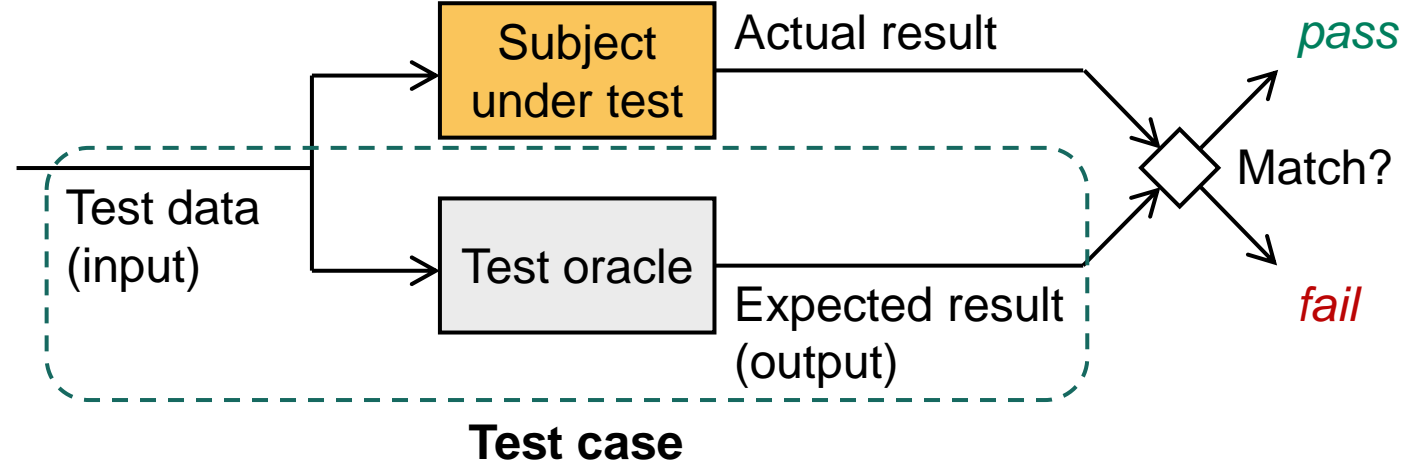 Subject
under test
Actual result
pass
Match?
Test data
(input)
Test oracle
Expected result
(output)
fail
Test case